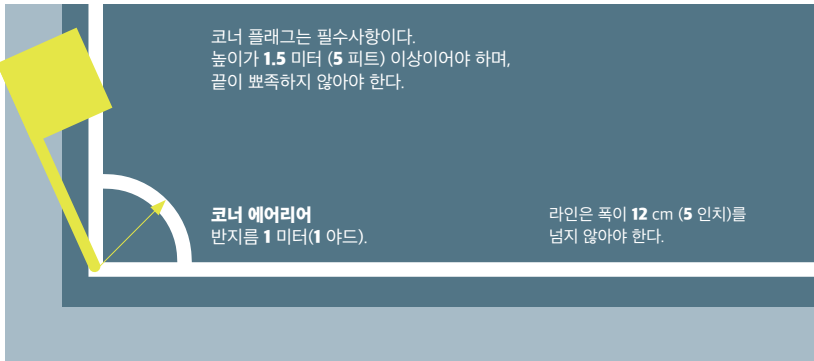 코너 플래그는 필수사항이다.
높이가 1.5 미터 (5 피트) 이상이어야 하며,
끝이 뾰족하지 않아야 한다.
코너 에어리어
반지름 1 미터(1 야드).
라인은 폭이 12 cm (5 인치)를
넘지 않아야 한다.